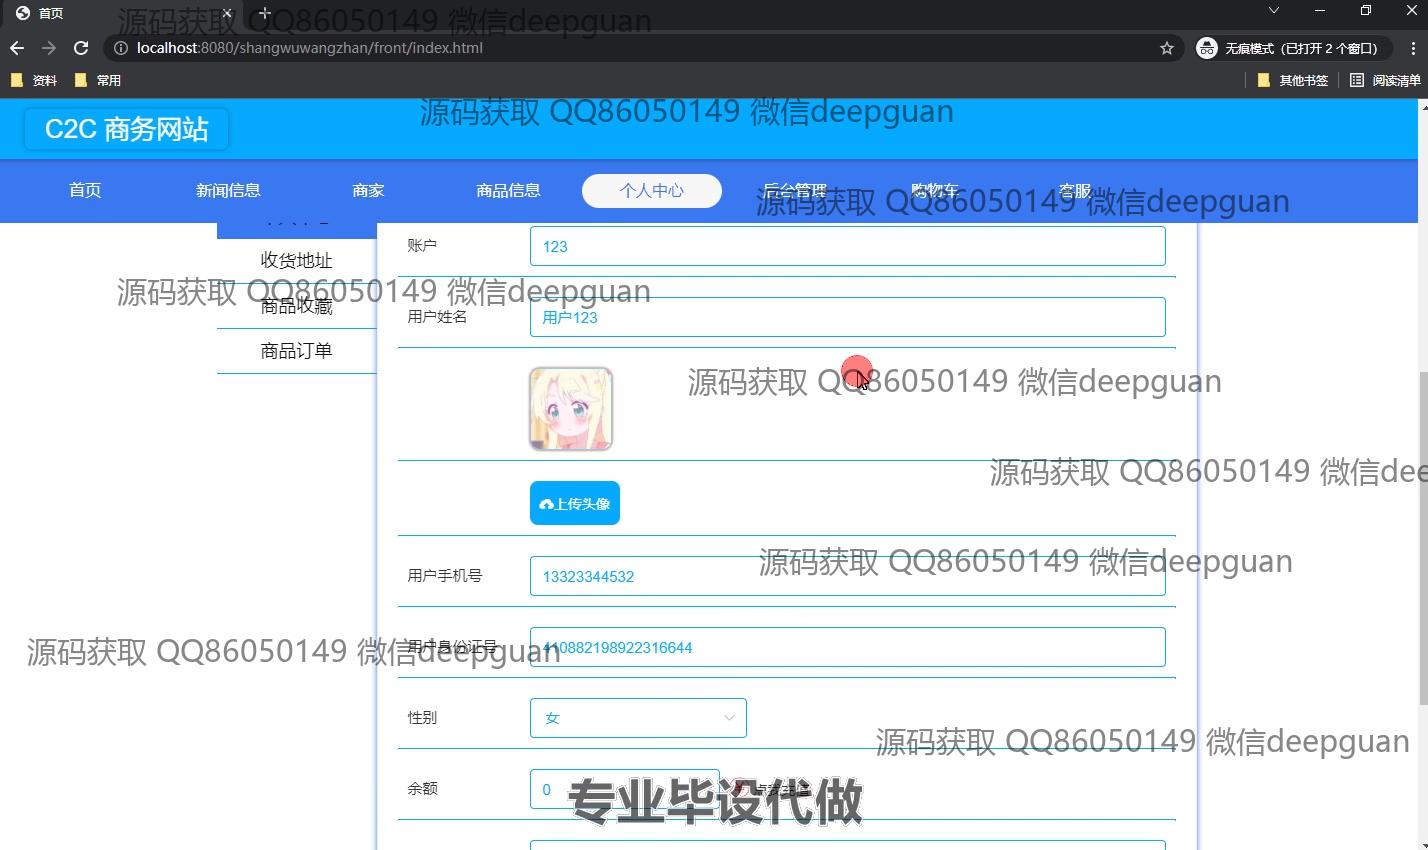 首页
源码获取 QQ86050149 微信deepguan
localhost:8080/shangwuwangzhan/front/index.html
无痕模式（已打开 2 个窗口）
资料
常用
其他书签
阅读清单
源码获取 QQ86050149 微信deepguan
C2C 商务网站
首页
新闻信息
商家
商品信息
个人中心
后台管理
购物车
客服
源码获取 QQ86050149 微信deepguan
收货地址
账户
123
源码获取 QQ86050149 微信deepguan
商品收藏
用户姓名
用户123
商品订单
源码获取 QQ86050149 微信deepguan
源码获取 QQ86050149 微信dee
上传头像
源码获取 QQ86050149 微信deepguan
用户手机号
13323344532
源码获取 QQ86050149 微信deepguan
用户身份证号
410882198922316644
性别
女
源码获取 QQ86050149 微信deepguan
余额
0
点我充值
专业毕设代做